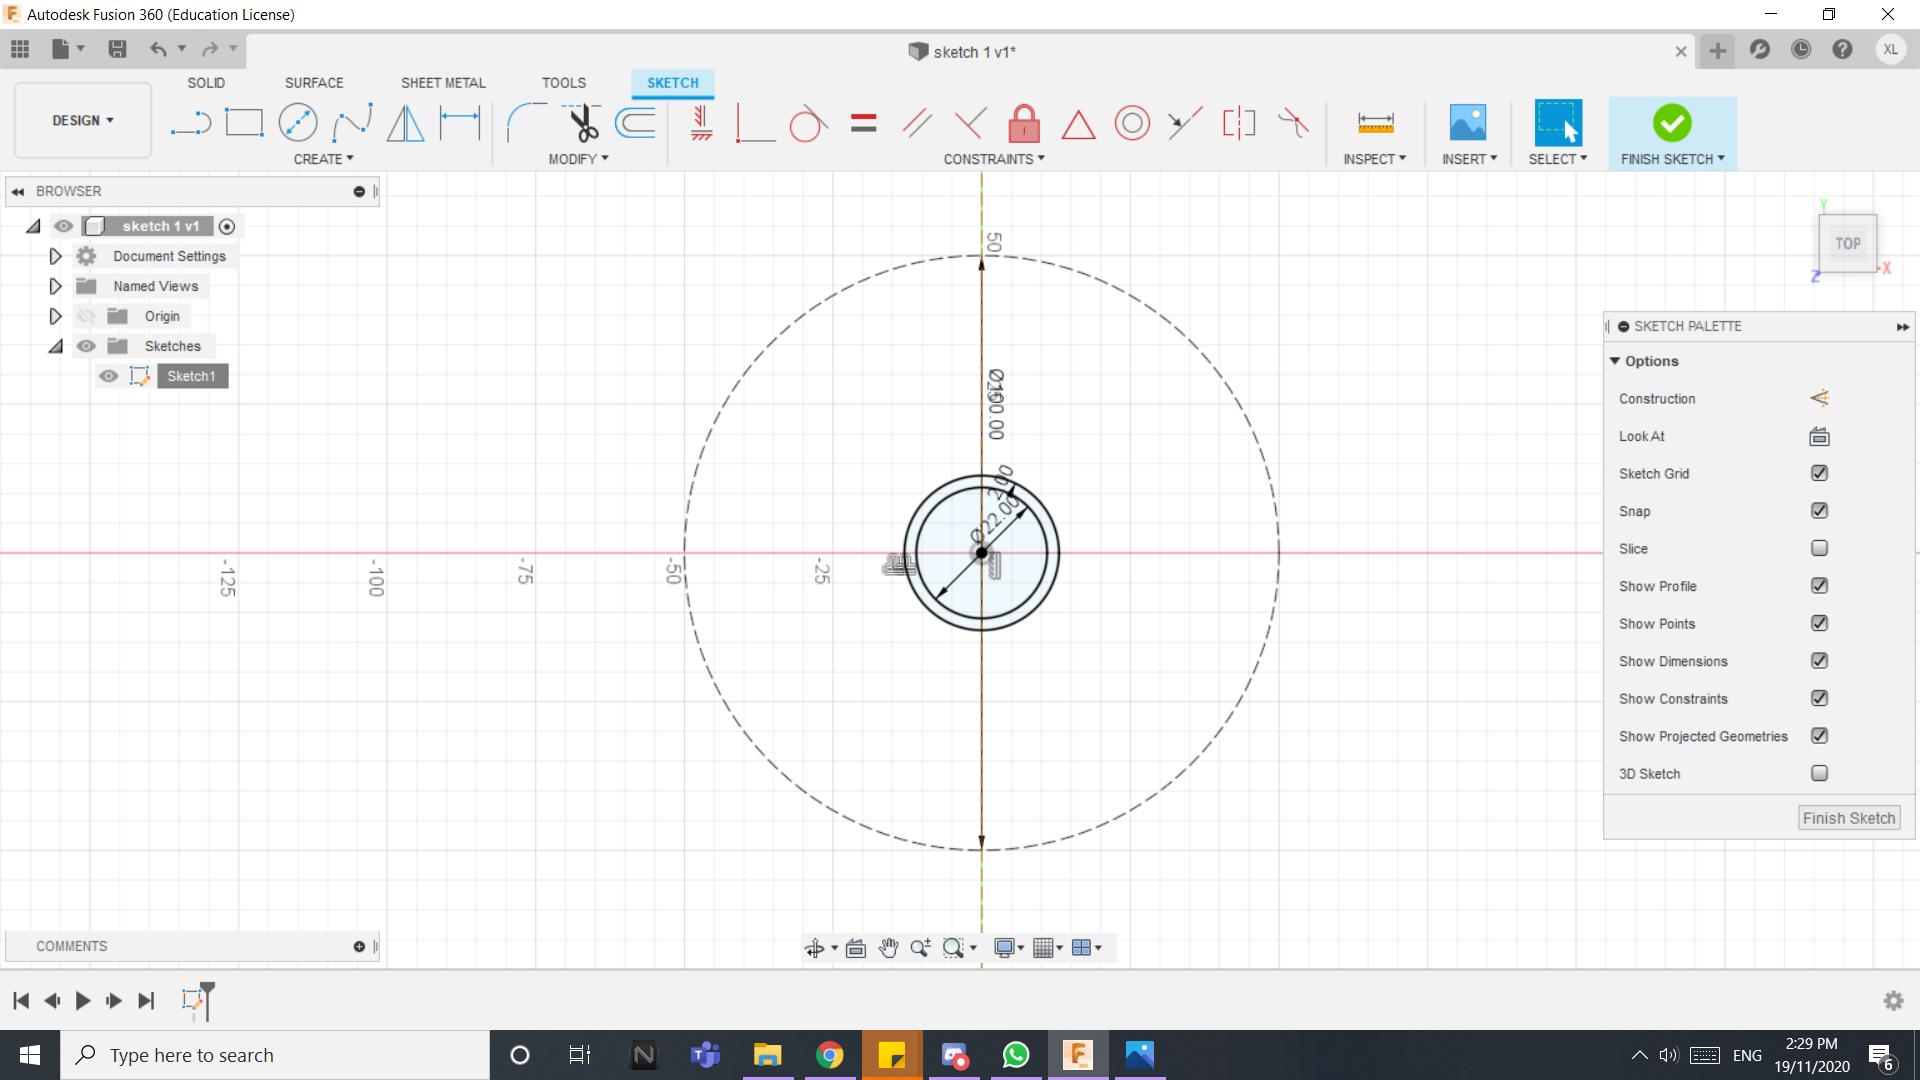 Autodesk Fusion 360 (Education License)
sketch 1 v1*
XL
DESIGN
SOLID
SURFACE
SHEET METAL
TOOLS
SKETCH
CREATE
MODIFY
CONSTRAINTS
INSPECT
INSERT
SELECT
FINISH SKETCH
BROWSER
sketch 1 v1
Document Settings
Named Views
Origin
Sketches
Sketch1
50
Ø100.00
2.00
Ø22.00
-125
-100
-75
-50
-25
Y
TOP
Z
X
SKETCH PALETTE
Options
Construction
Look At
Sketch Grid
Snap
Slice
Show Profile
Show Points
Show Dimensions
Show Constraints
Show Projected Geometries
3D Sketch
Finish Sketch
COMMENTS
Type here to search
ENG
2:29 PM
19/11/2020
6